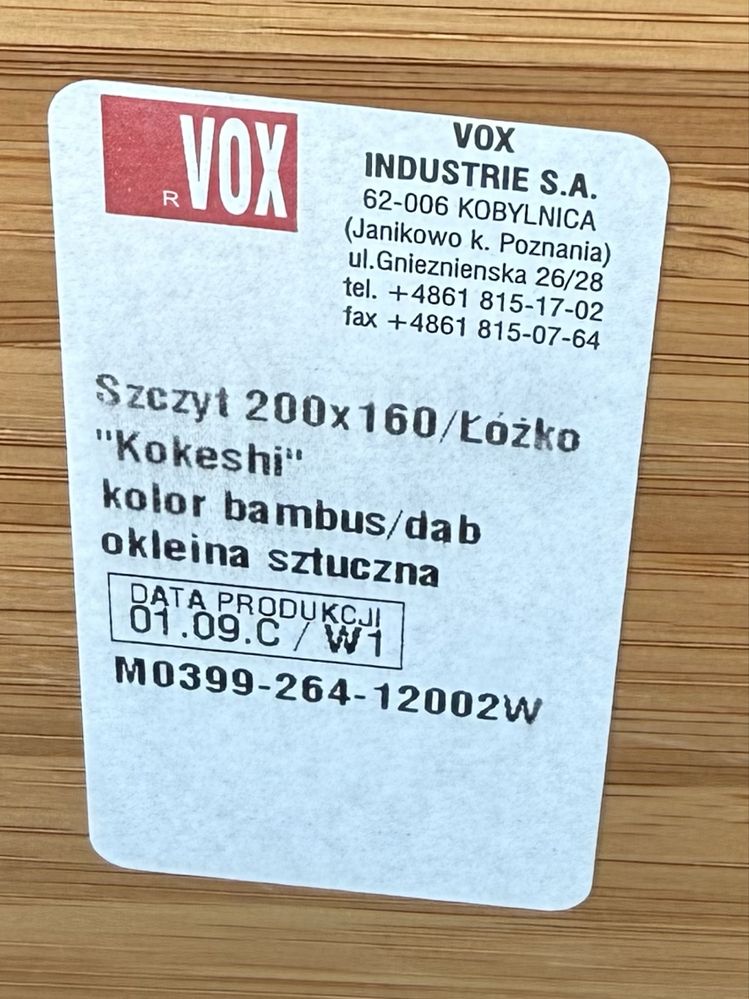 ® VOX
VOX
INDUSTRIE S.A.
62-006 KOBYLNICA
(Janikowo k. Poznania)
ul.Gnieznienska 26/28
tel. +4861 815-17-02
fax +4861 815-07-64
Szczyt 200x160/Łóżko
"Kokeshi"
kolor bambus/dab
okleina sztuczna
DATA PRODUKCJI
01.09.C / W1
M0399-264-12002W